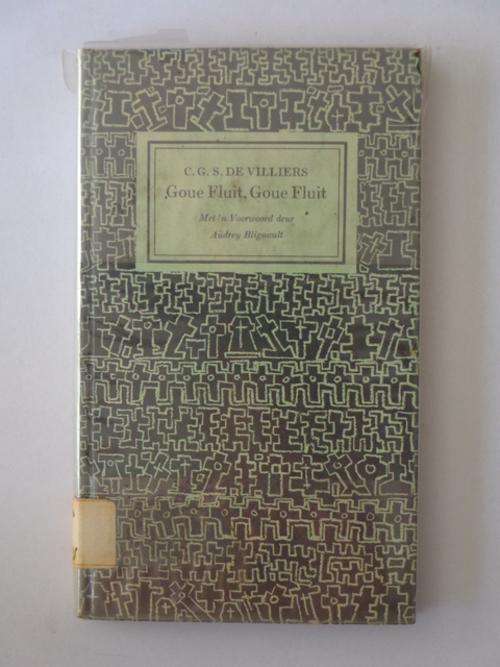 C. G. S. DE VILLIERS
Goue Fluit, Goue Fluit
Met 'n Voorwoord deur
Audrey Blignault